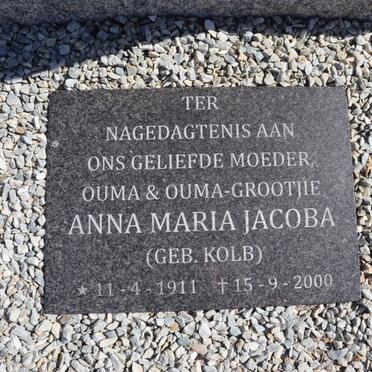 TER
NAGEDAGTENIS AAN
ONS GELIEFDE MOEDER,
OUMA & OUMA-GROOTJIE
ANNA MARIA JACOBA
(GEB. KOLB)
★ 11-4-1911 ✝ 15-9-2000